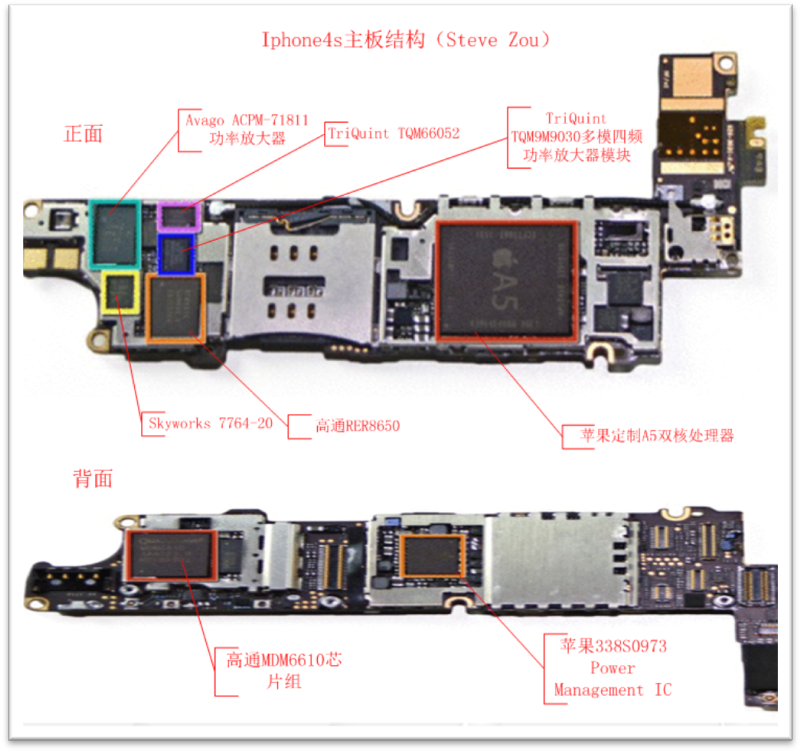 Iphone4s主板结构（Steve Zou）
正面
Avago ACPM-71811
功率放大器
TriQuint TQM66052
TriQuint
TQM9M9030多模四频
功率放大器模块
A5
Skyworks 7764-20
高通RER8650
苹果定制A5双核处理器
背面
高通MDM6610芯
片组
苹果338S0973
Power
Management IC